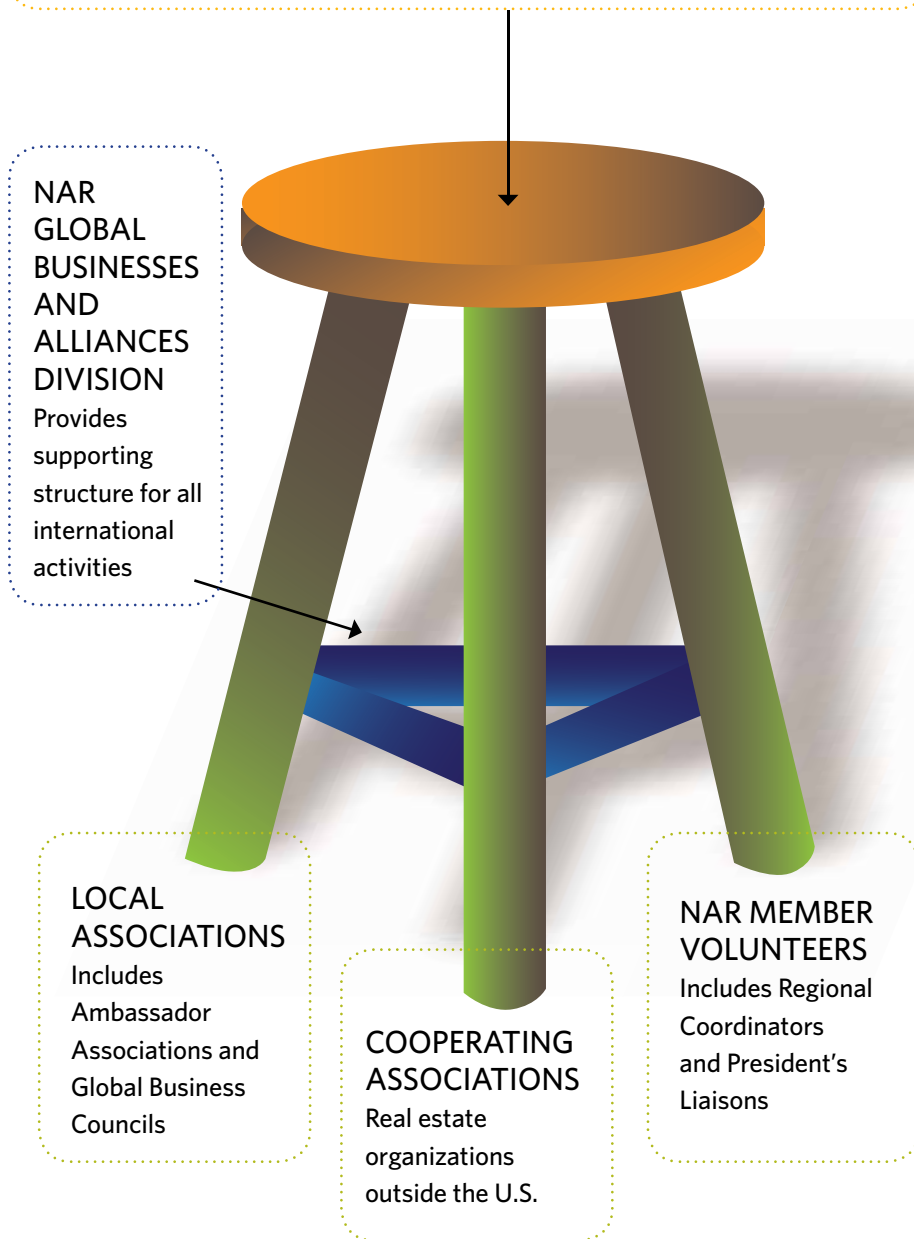 NAR
GLOBAL
BUSINESSES
AND
ALLIANCES
DIVISION
Provides
supporting
structure for all
international
activities
LOCAL
ASSOCIATIONS
Includes
Ambassador
Associations and
Global Business
Councils
COOPERATING
ASSOCIATIONS
Real estate
organizations
outside the U.S.
NAR MEMBER
VOLUNTEERS
Includes Regional
Coordinators
and President's
Liaisons